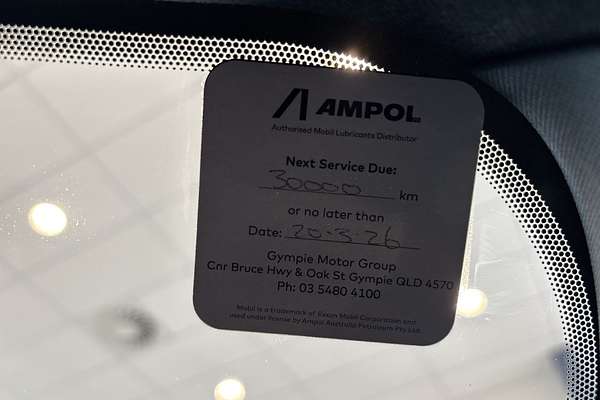 AMPOL
Authorised Mobil Lubricants Distributor
Next Service Due:
30000 km
or no later than
Date: 20-3-26
Gympie Motor Group
Cnr Bruce Hwy & Oak St Gympie QLD 4570
Ph: 03 5480 4100
Mobil is a trademark of Exxon Mobil Corporation and
used under license by Ampol Australia Petroleum Pty Ltd.